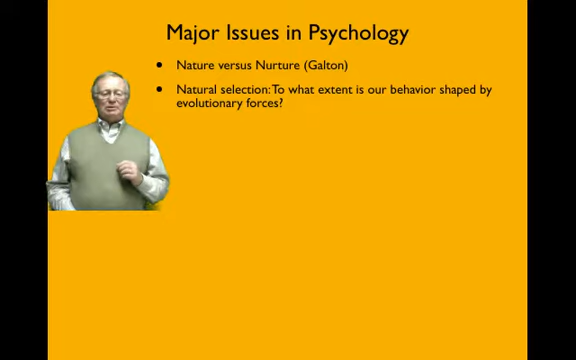 Major Issues in Psychology
• Nature versus Nurture (Galton)
• Natural selection: To what extent is our behavior shaped by
evolutionary forces?